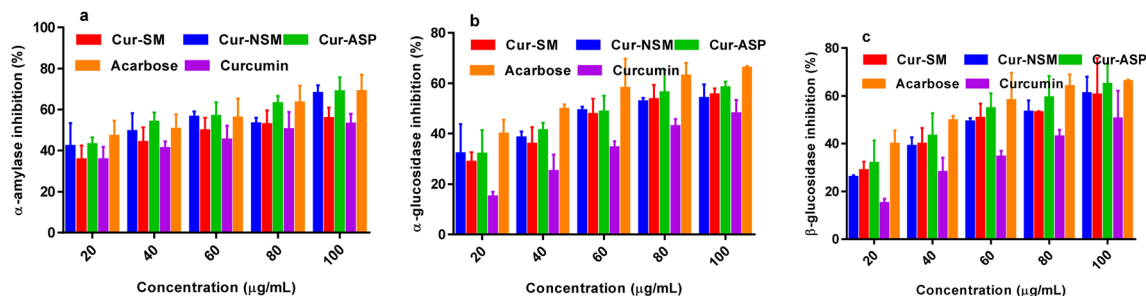 a
Cur-SM
Cur-NSM
Cur-ASP
Acarbose
Curcumin
α-amylase inhibition (%)
100
80
60
40
20
0
20
40
60
80
100
Concentration (μg/mL)
b
Cur-SM
Cur-NSM
Cur-ASP
Acarbose
Curcumin
α-glucosidase inhibition (%)
80
60
40
20
0
20
40
60
80
100
Concentration (μg/mL)
c
Cur-SM
Cur-NSM
Cur-ASP
Acarbose
Curcumin
β-glucosidase inhibition (%)
80
60
40
20
0
20
40
60
80
100
Concentration (μg/mL)